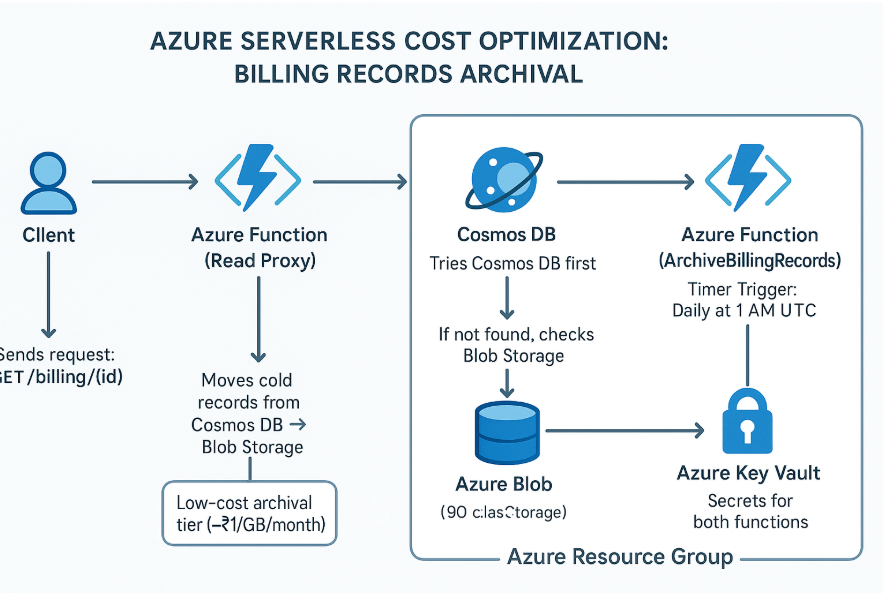 AZURE SERVERLESS COST OPTIMIZATION:
BILLING RECORDS ARCHIVAL
Cllent
Sends request:
GET /billing/(id)
Azure Function
(Read Proxy)
Moves cold
records from
Cosmos DB →
Blob Storage
Low-cost archival
tier (–₹1/GB/month)
Cosmos DB
Tries Cosmos DB first
If not found, checks
Blob Storage
Azure Blob
(90
Azure Function
(ArchiveBillingRecords)
Timer Trigger:
Daily at 1 AM UTC
Azure Key Vault
Secrets for
both functions
Azure Resource Group